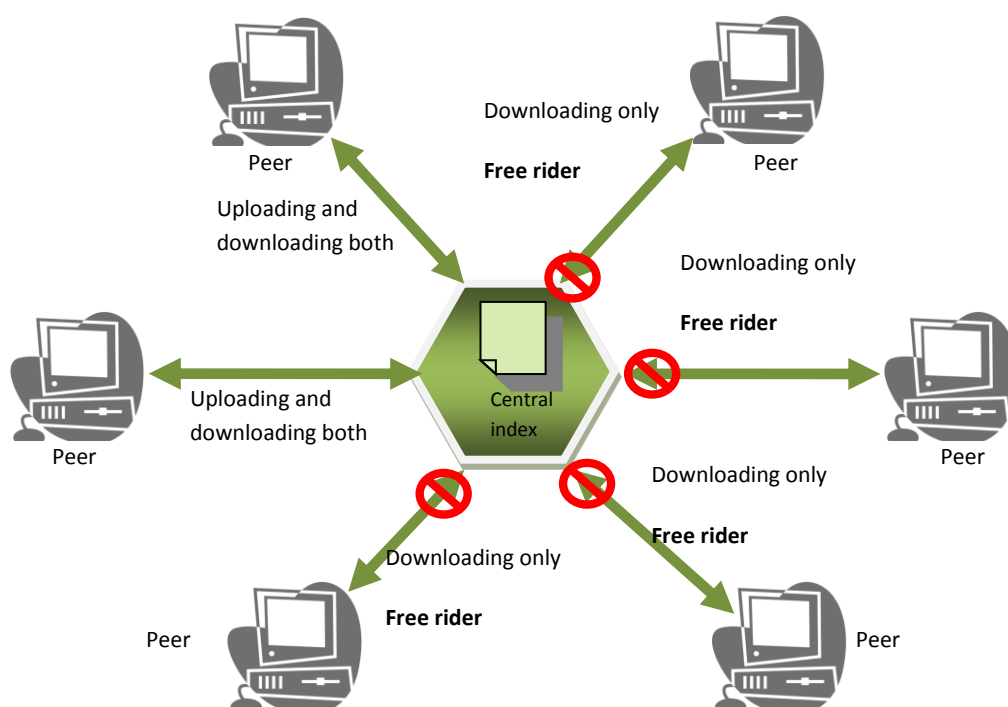 Downloading only
Free rider
Peer
Peer
Uploading and
downloading both
Downloading only
Free rider
Uploading and
downloading both
Central
index
Peer
Peer
Downloading only
Free rider
Downloading only
Free rider
Peer
Peer